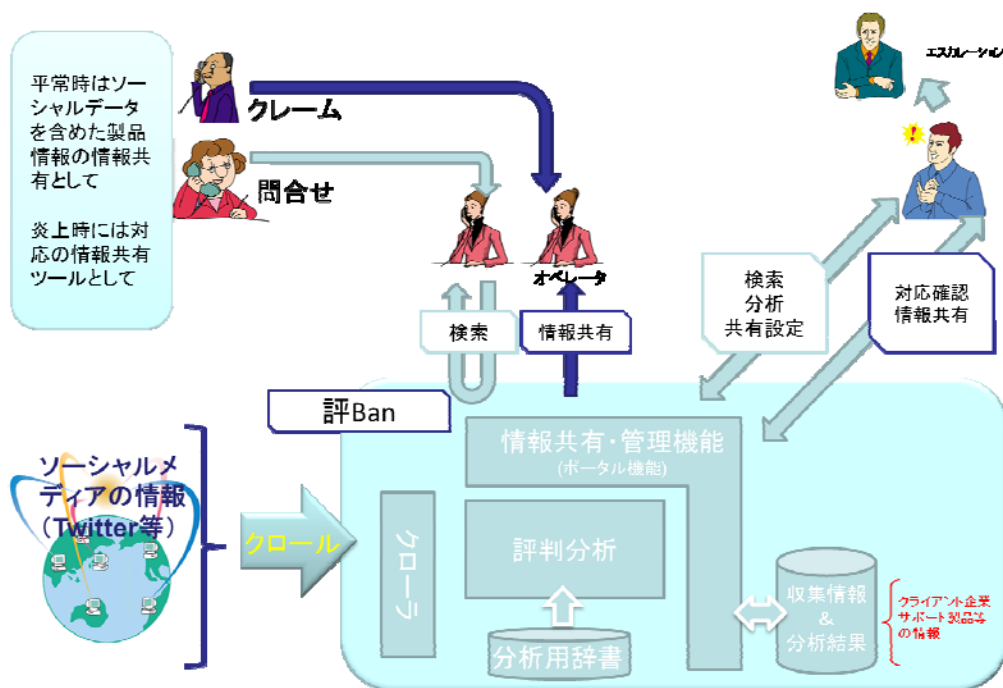 平常時はソー
シャルデータ
を含めた製品
情報の情報共
有として
炎上時には対
応の情報共有
ツールとして
クレーム
問合せ
エスカレーション
!
オペレータ
検索
情報共有
検索
分析
共有設定
対応確認
情報共有
評Ban
情報共有・管理機能
(ポータル機能)
ソーシャルメ
ディアの情報
(Twitter等)
クロール
クローラ
評判分析
分析用辞書
収集情報
&
分析結果
クライアント企業
サポート製品等
の情報